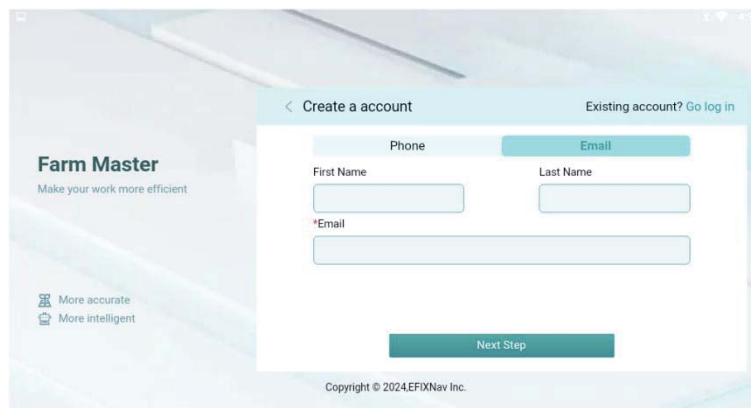 Create a account
Existing account? Go log in
Farm Master
Make your work more efficient
Phone
Email
First Name
Last Name
*Email
More accurate
More intelligent
Next Step
Copyright © 2024,EFIXNav Inc.